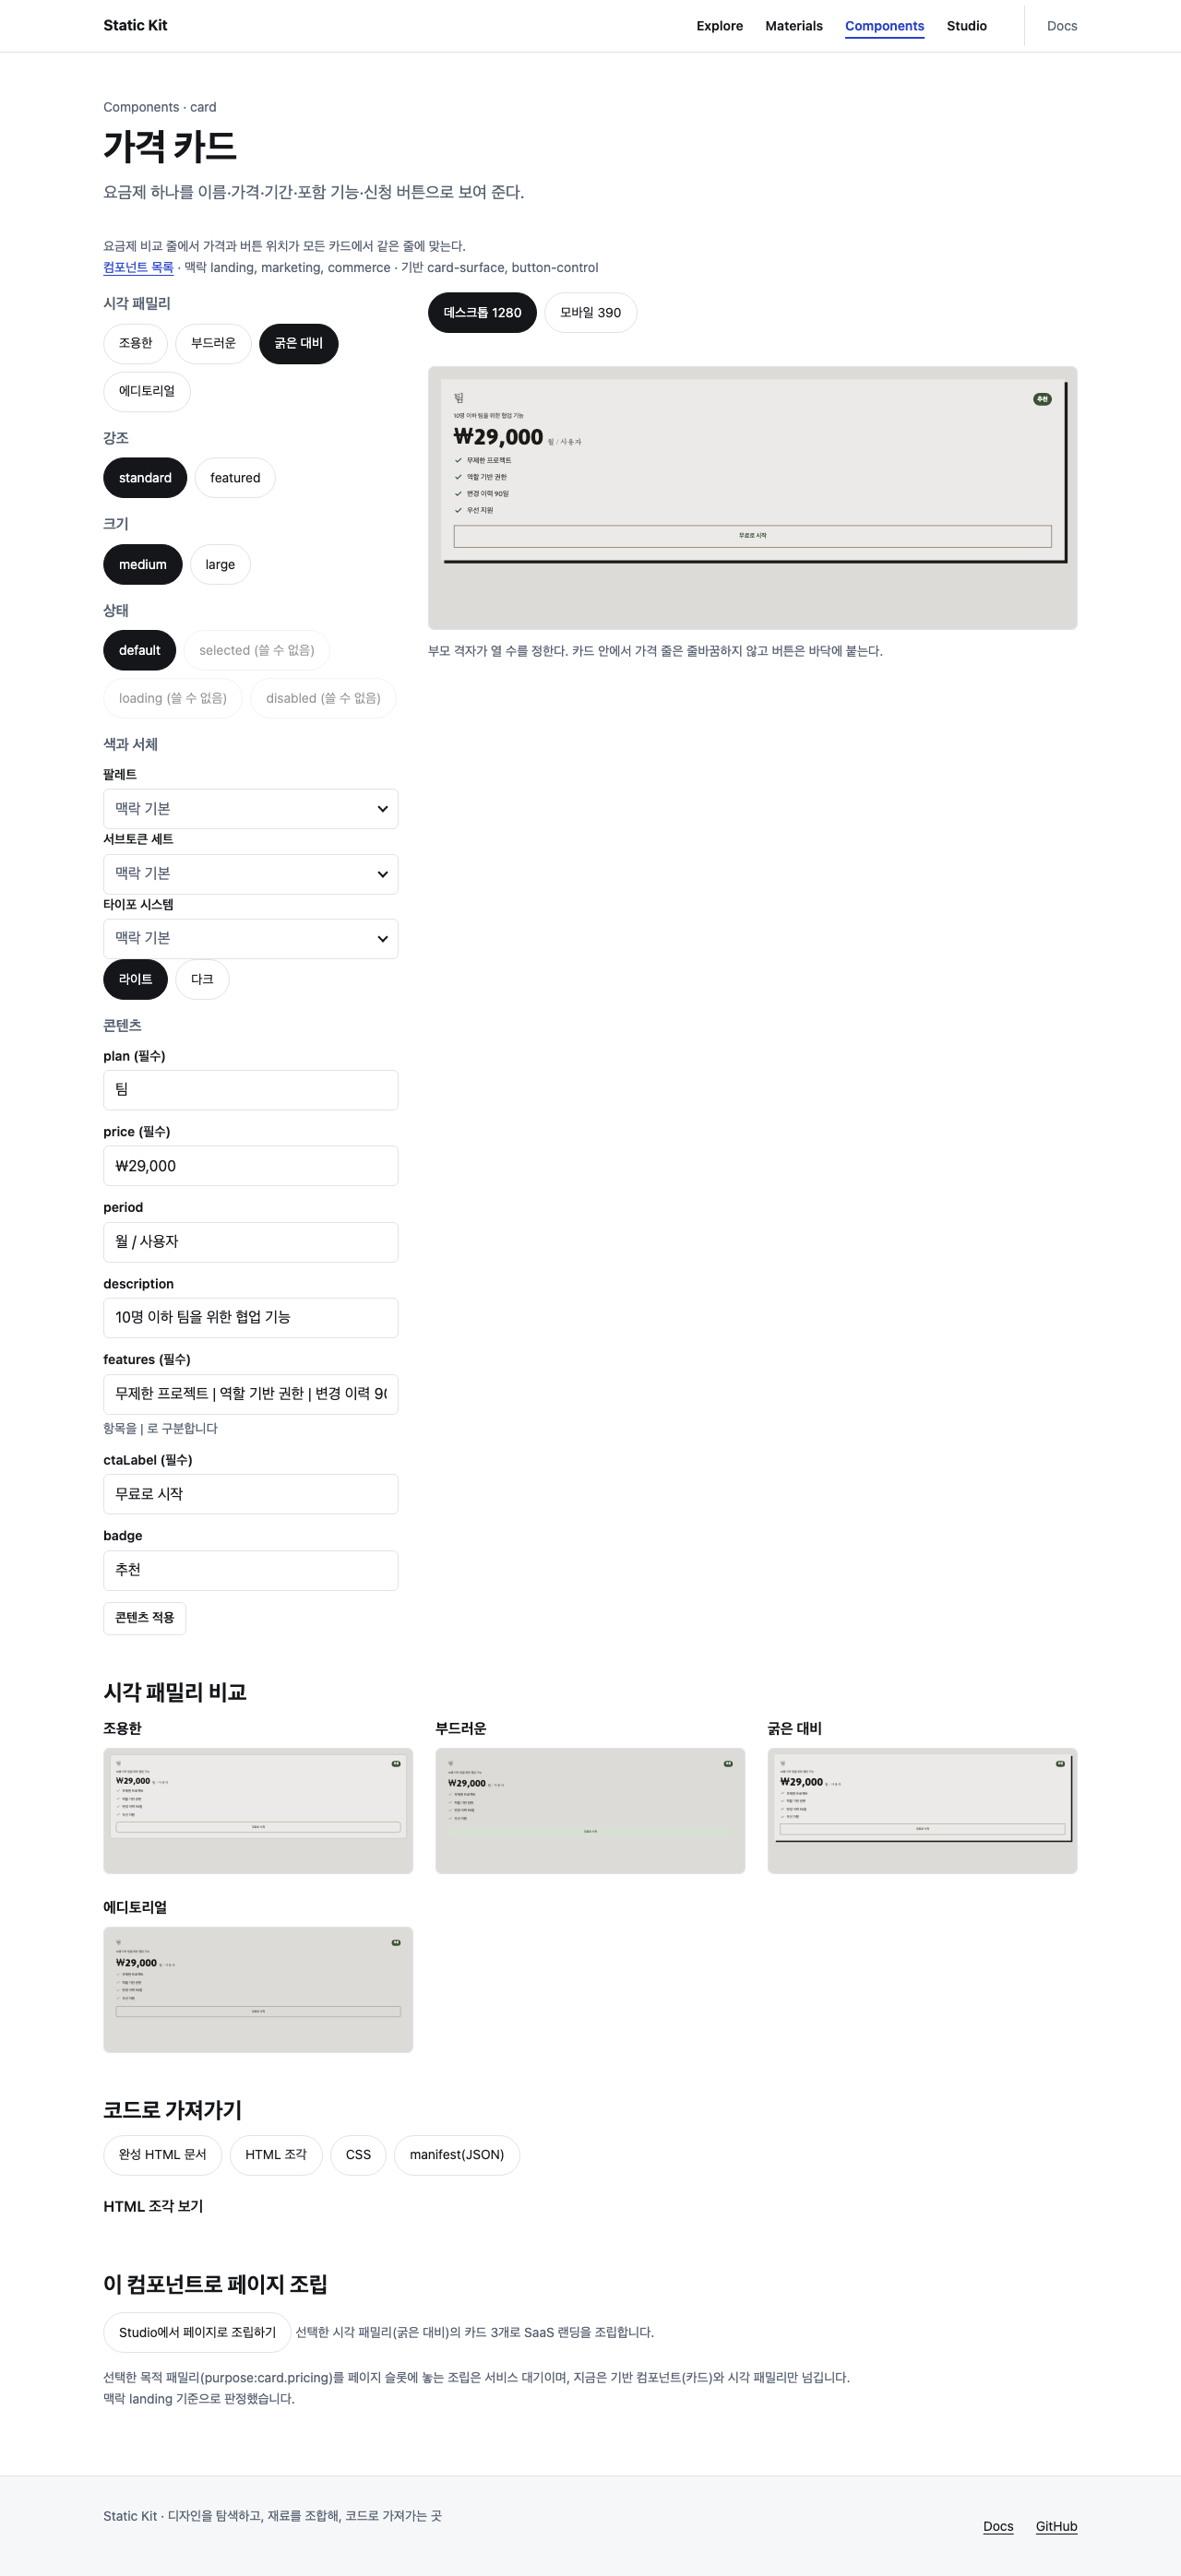 Static Kit
Explore
Materials
Components
Studio
Docs
Components · card
가격 카드
요금제 하나를 이름·가격·기간·포함 기능·신청 버튼으로 보여 준다.
요금제 비교 줄에서 가격과 버튼 위치가 모든 카드에서 같은 줄에 맞는다.
컴포넌트 목록 · 맥락 landing, marketing, commerce · 기반 card-surface, button-control
시각 패밀리
조용한
부드러운
굵은 대비
에디토리얼
강조
standard
featured
크기
medium
large
상태
default
selected (쓸 수 없음)
loading (쓸 수 없음)
disabled (쓸 수 없음)
색과 서체
팔레트
맥락 기본
서브토큰 세트
맥락 기본
타이포 시스템
맥락 기본
라이트
다크
콘텐츠
plan (필수)
팀
price (필수)
₩29,000
period
월 / 사용자
description
10명 이하 팀을 위한 협업 기능
features (필수)
무제한 프로젝트 | 역할 기반 권한 | 변경 이력 90
항목을 | 로 구분합니다
ctaLabel (필수)
무료로 시작
badge
추천
콘텐츠 적용
데스크톱 1280
모바일 390
팀
추천
10명 이하 팀을 위한 협업 기능
₩29,000 월 / 사용자
무제한 프로젝트
역할 기반 권한
변경 이력 90일
우선 지원
무료로 시작
부모 격자가 열 수를 정한다. 카드 안에서 가격 줄은 줄바꿈하지 않고 버튼은 바닥에 붙는다.
시각 패밀리 비교
조용한
₩29,000
부드러운
₩29,000
굵은 대비
₩29,000
에디토리얼
₩29,000
코드로 가져가기
완성 HTML 문서
HTML 조각
CSS
manifest(JSON)
HTML 조각 보기
이 컴포넌트로 페이지 조립
Studio에서 페이지로 조립하기
선택한 시각 패밀리(굵은 대비)의 카드 3개로 SaaS 랜딩을 조립합니다.
선택한 목적 패밀리(purpose:card.pricing)를 페이지 슬롯에 놓는 조립은 서비스 대기이며, 지금은 기반 컴포넌트(카드)와 시각 패밀리만 넘깁니다.
맥락 landing 기준으로 판정했습니다.
Static Kit · 디자인을 탐색하고, 재료를 조합해, 코드로 가져가는 곳
Docs
GitHub